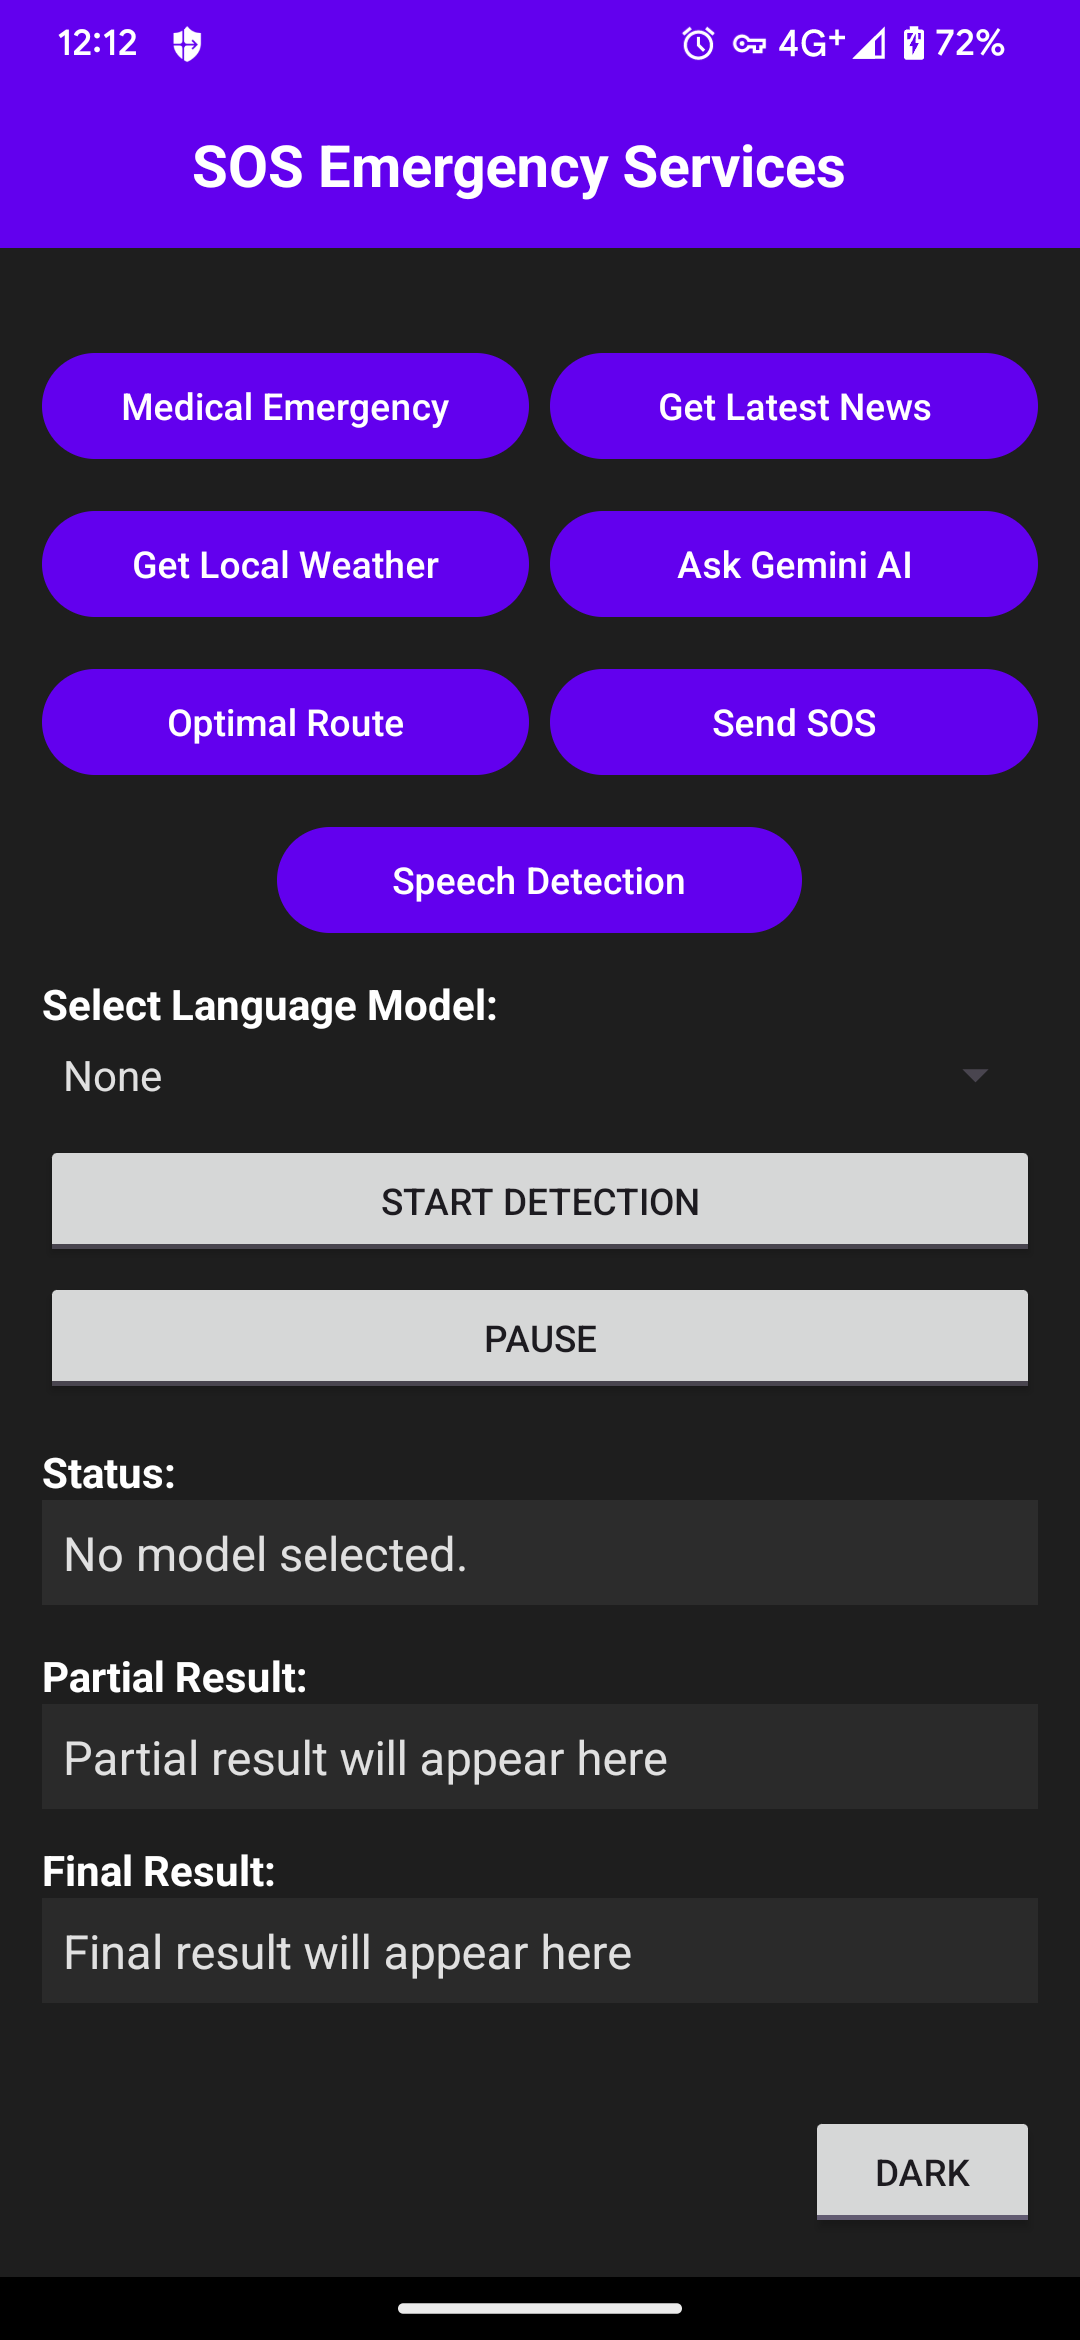 12:12 4G+ 72%
SOS Emergency Services
Medical Emergency Get Latest News
Get Local Weather Ask Gemini AI
Optimal Route Send SOS
Speech Detection
Select Language Model:
None
START DETECTION
PAUSE
Status:
No model selected.
Partial Result:
Partial result will appear here
Final Result:
Final result will appear here
DARK